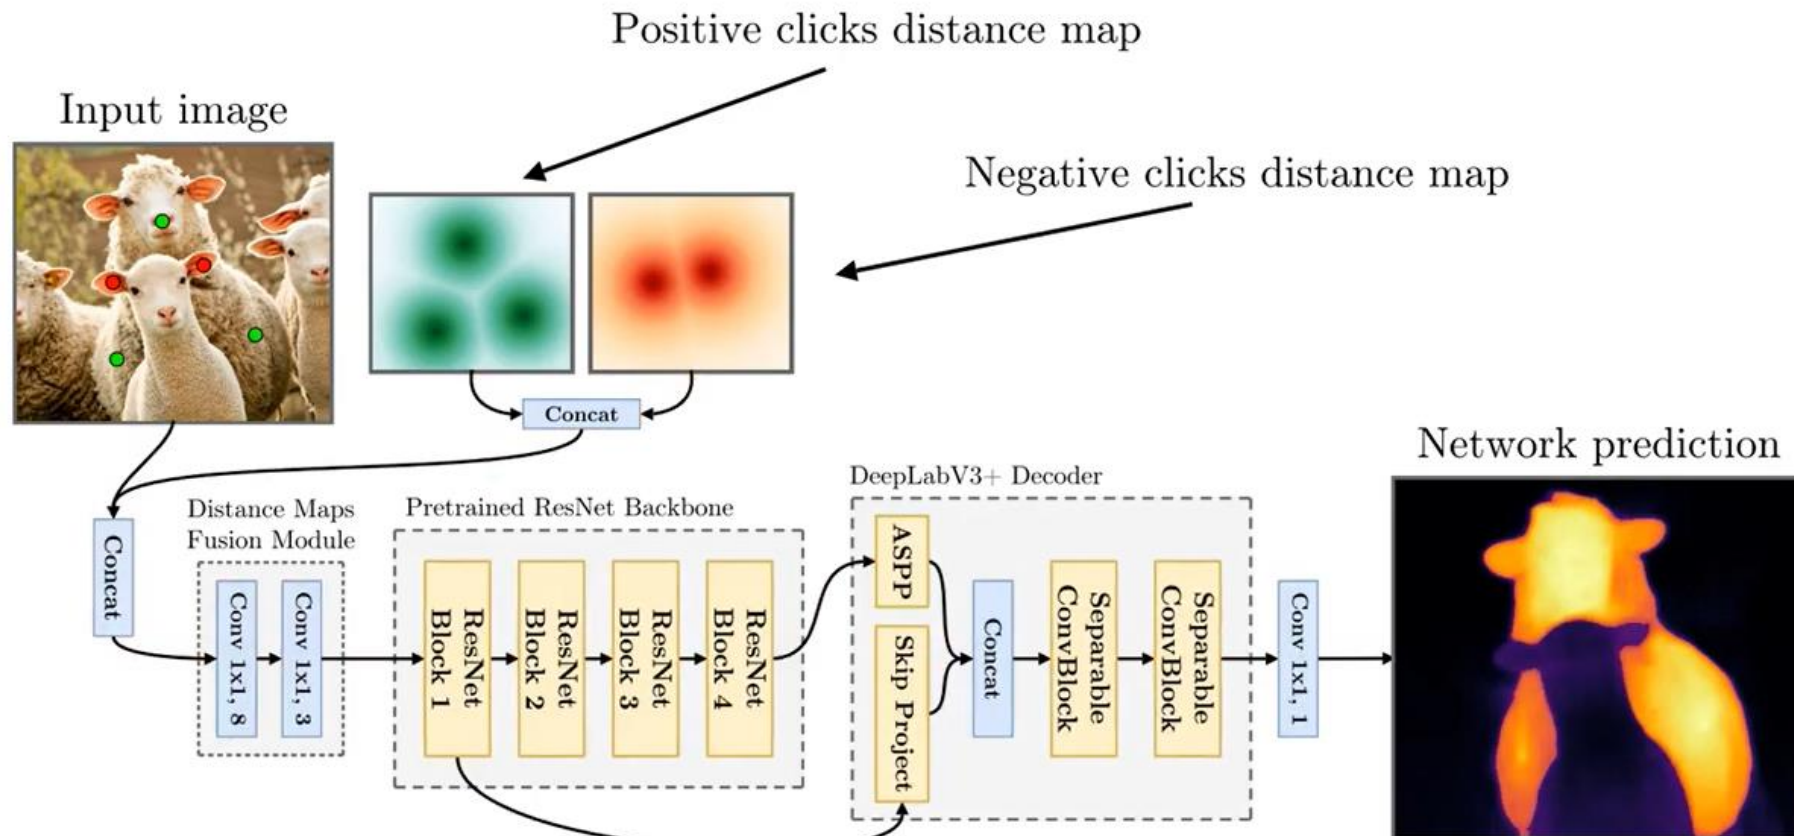 Positive clicks distance map
Input image
Negative clicks distance map
Concat
Network prediction
DeepLabV3+ Decoder
Distance Maps
Fusion Module
Pretrained ResNet Backbone
Concat
Conv 1x1, 8
Conv 1x1, 3
ResNet
Block 1
ResNet
Block 2
ResNet
Block 3
ResNet
Block 4
ASPP
Skip Project
Concat
Separable
ConvBlock
Separable
ConvBlock
Conv 1x1, 1